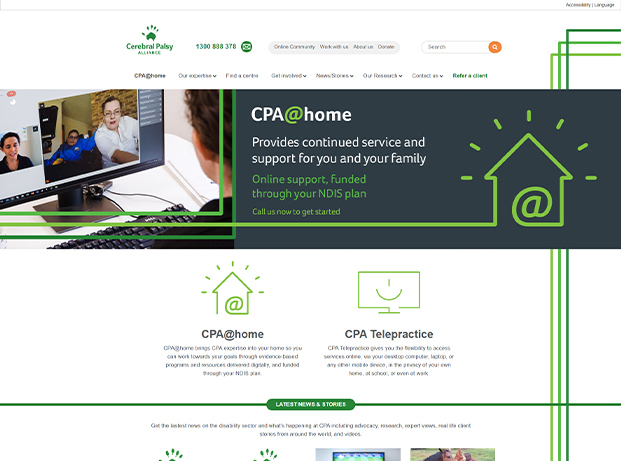 Accessibility | Language
Cerebral Palsy
ALLIANCE
1300 888 378
Online Community Work with us About us Donate
Search
CPA@home Our expertise Find a centre Get involved News/Stories Our Research Contact us Refer a client
CPA@home
Provides continued service and
support for you and your family
Online support, funded
through your NDIS plan
Call us now to get started
@
@
CPA@home
CPA@home brings CPA expertise into your home so you
can work towards your goals through evidence-based
programs and resources delivered digitally, and funded
through your NDIS plan.
CPA Telepractice
CPA Telepractice gives you the flexibility to access
services online, via your desktop computer, laptop, or
any other mobile device, in the privacy of your own
home, at school, or even at work.
LATEST NEWS & STORIES
Get the lastest news on the disability sector and what's happening at CPA including advocacy, research, expert views, real life client
stories from around the world, and videos.